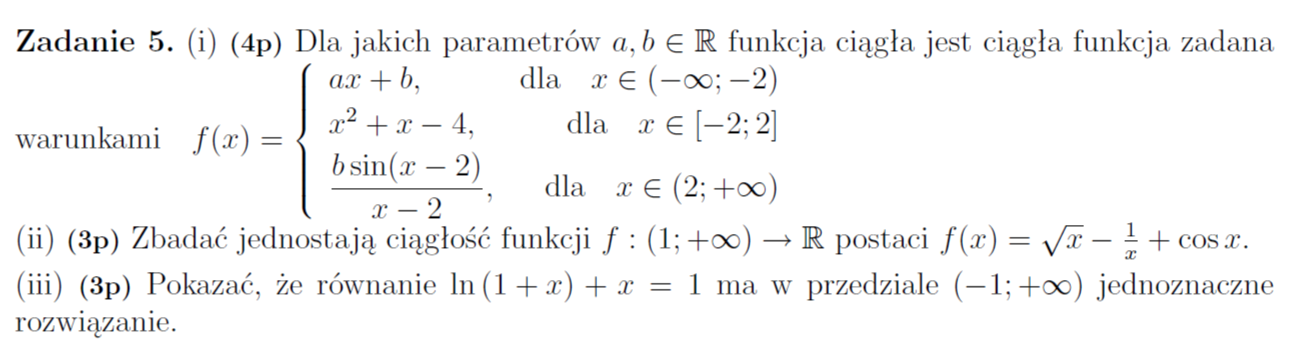 Zadanie 5. (i) (4p) Dla jakich parametrów a, b ∈ ℝ funkcja ciągła jest ciągła funkcja zadana
ax + b, dla x ∈ (−∞; −2)
warunkami f(x) = { x² + x − 4, dla x ∈ [−2; 2]
b sin(x − 2) / (x − 2), dla x ∈ (2; +∞)
(ii) (3p) Zbadać jednostają ciągłość funkcji f : (1; +∞) → ℝ postaci f(x) = √x − 1/x + cos x.
(iii) (3p) Pokazać, że równanie ln (1 + x) + x = 1 ma w przedziale (−1; +∞) jednoznaczne
rozwiązanie.